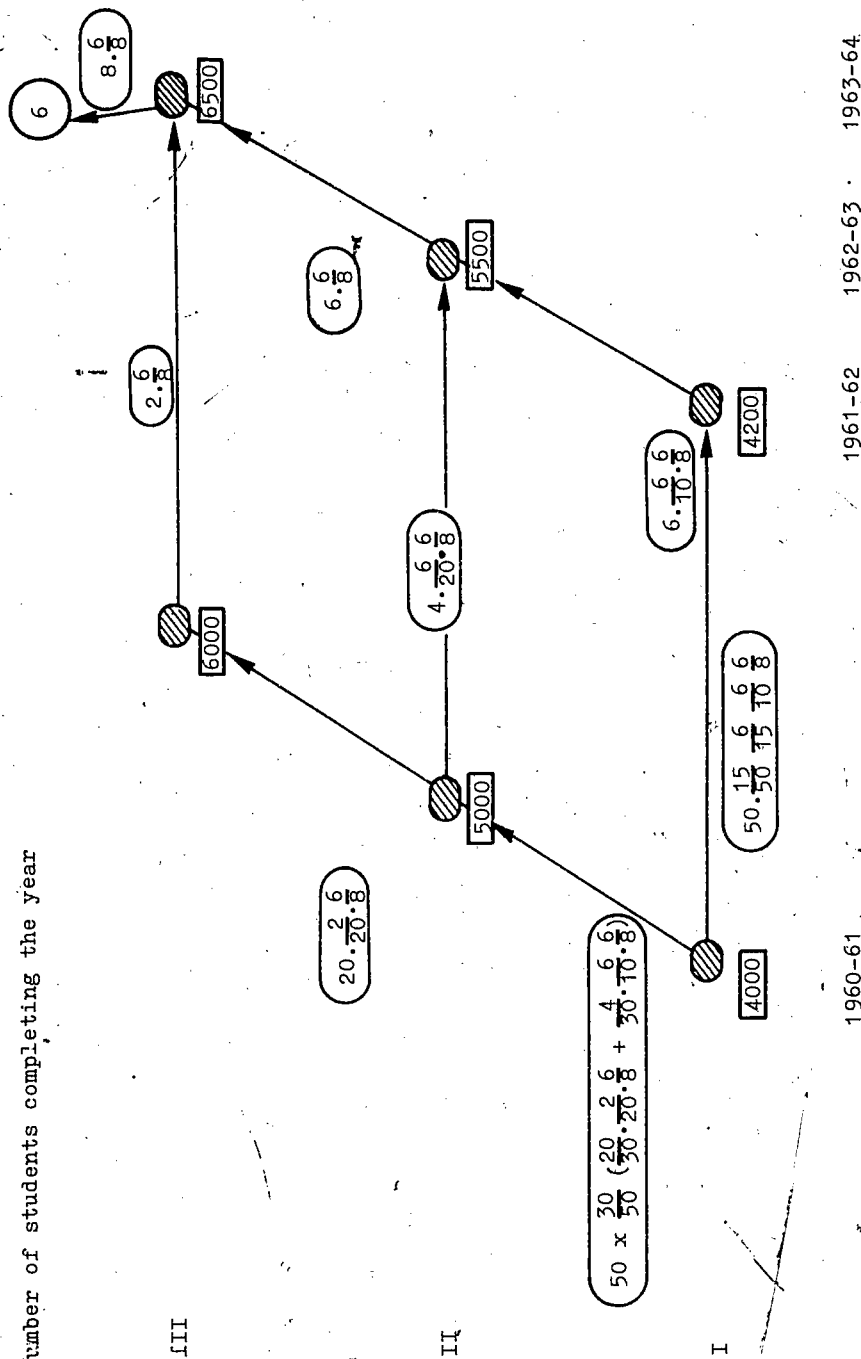 umber of students completing the year
6
8 . 6/8
III
2 . 6/8
6000
6500
20 . 2/20 . 6/8
6 . 6/8
II
4 . 6/20 . 6/8
5000
5500
50 x 30/50 (20/30 . 2/20 . 6/8 + 4/30 . 6/10 . 6/8)
6 . 6/10 . 6/8
I
4000
4200
50 . 15/50 6/15 6/10 6/8
1960-61
1961-62
1962-63
1963-64